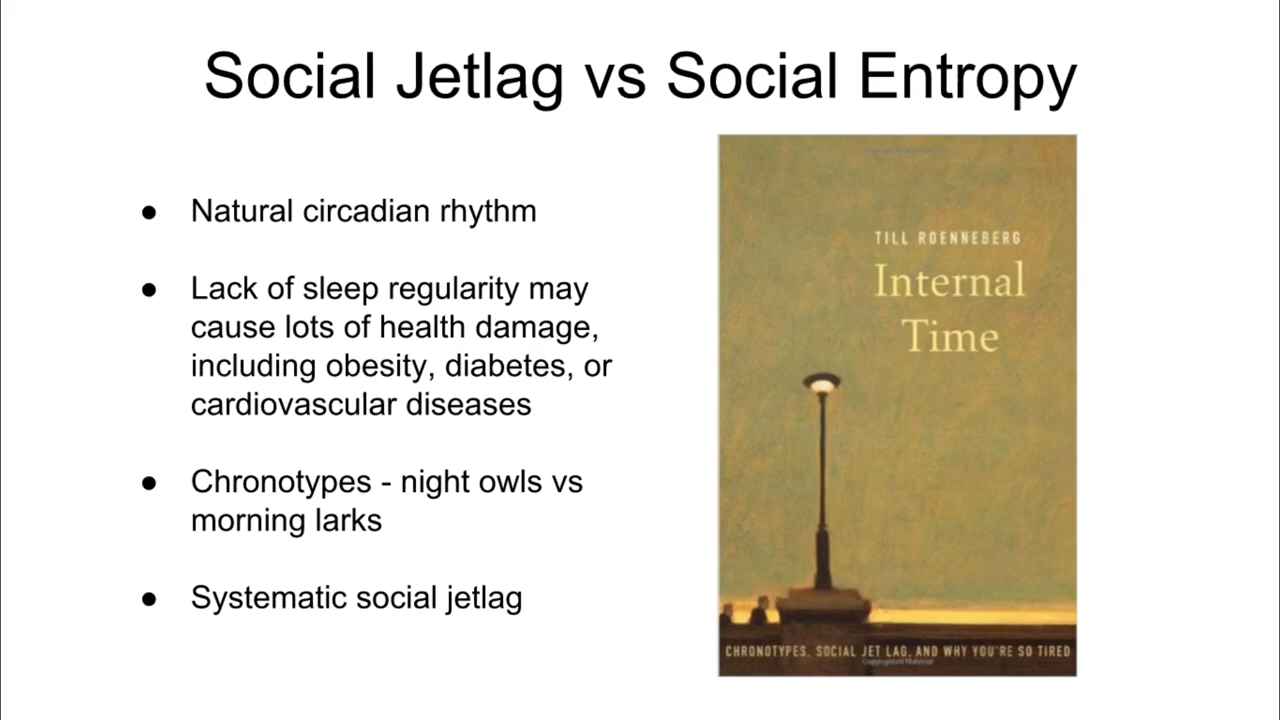 Social Jetlag vs Social Entropy
● Natural circadian rhythm
● Lack of sleep regularity may
cause lots of health damage,
including obesity, diabetes, or
cardiovascular diseases
● Chronotypes - night owls vs
morning larks
● Systematic social jetlag
TILL ROENNEBERG
Internal
Time
CHRONOTYPES, SOCIAL JET LAG, AND WHY YOU'RE SO TIRED
Copyrighted Material